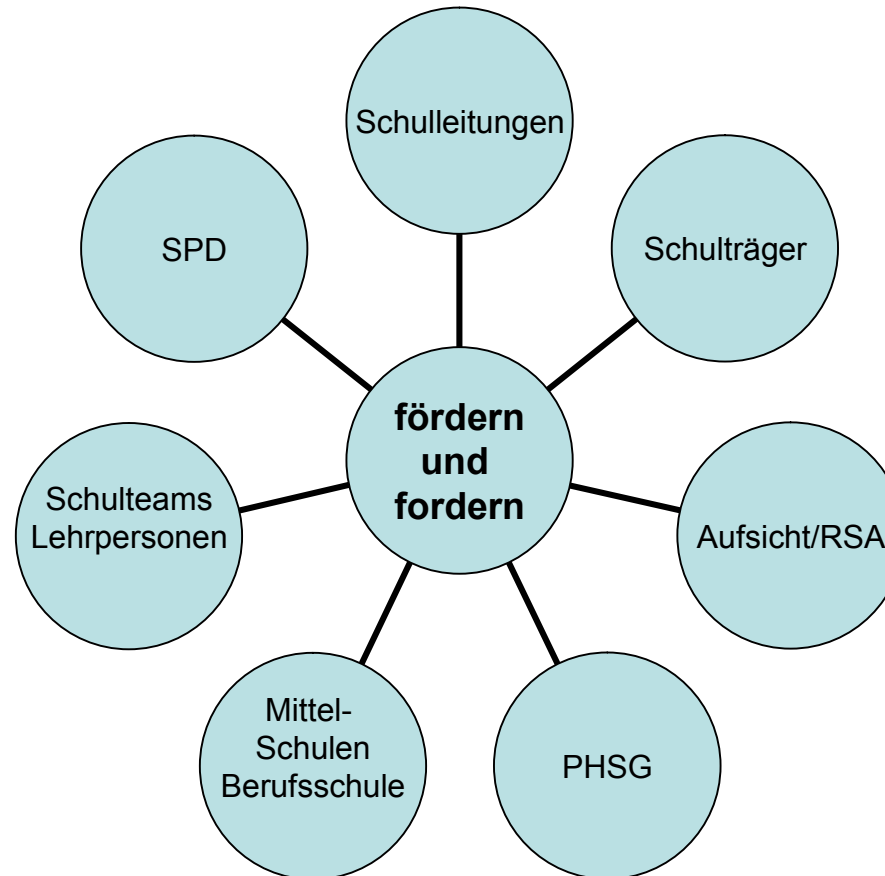 Schulleitungen
SPD
Schulträger
fördern
und
fordern
Schulteams
Lehrpersonen
Aufsicht/RSA
Mittel-
Schulen
Berufsschule
PHSG